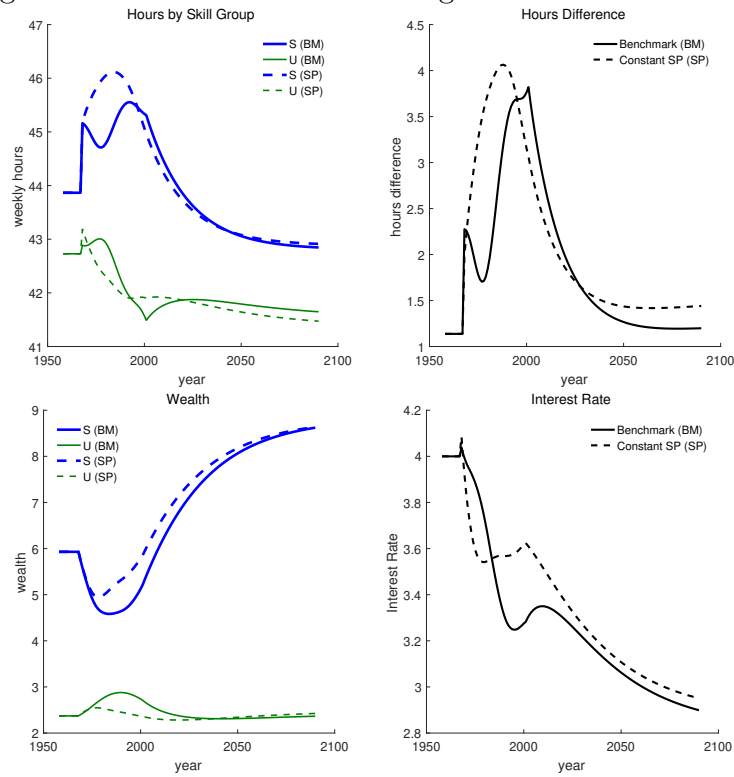 Hours by Skill Group
47
46
45
44
43
42
41
1950
2000
2050
2100
weekly hours
year
S (BM)
U (BM)
S (SP)
U (SP)
Hours Difference
4.5
4
3.5
3
2.5
2
1.5
1
1950
2000
2050
2100
hours difference
year
Benchmark (BM)
Constant SP (SP)
Wealth
9
8
7
6
5
4
3
2
1950
2000
2050
2100
wealth
year
S (BM)
U (BM)
S (SP)
U (SP)
Interest Rate
4.2
4
3.8
3.6
3.4
3.2
3
2.8
1950
2000
2050
2100
Interest Rate
year
Benchmark (BM)
Constant SP (SP)